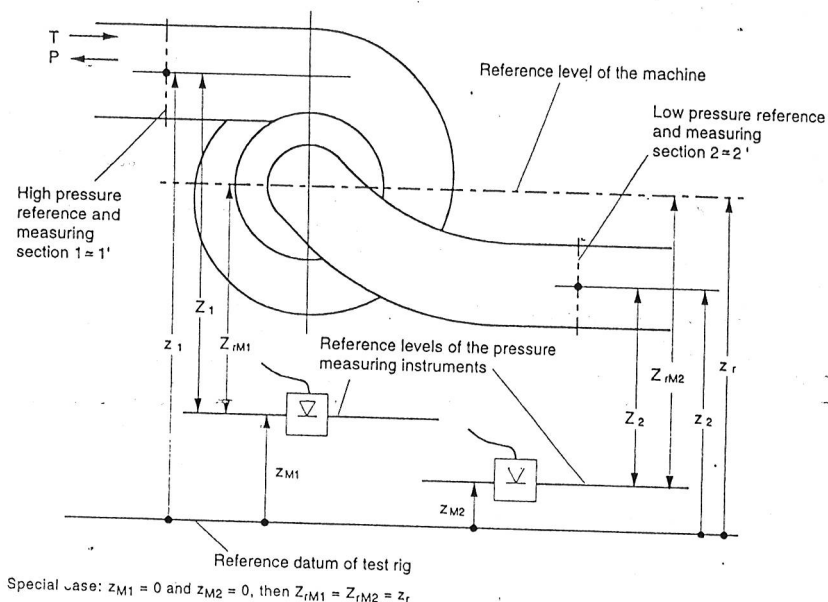 T
P
Reference level of the machine
Low pressure reference
and measuring
section 2≃2'
High pressure
reference and
measuring
section 1≃1'
z1
Z1
ZrM1
Reference levels of the pressure
measuring instruments
ZrM2
zr
Z2
z2
zM1
zM2
Reference datum of test rig
Special case: zM1 = 0 and zM2 = 0, then ZrM1 = ZrM2 = zr